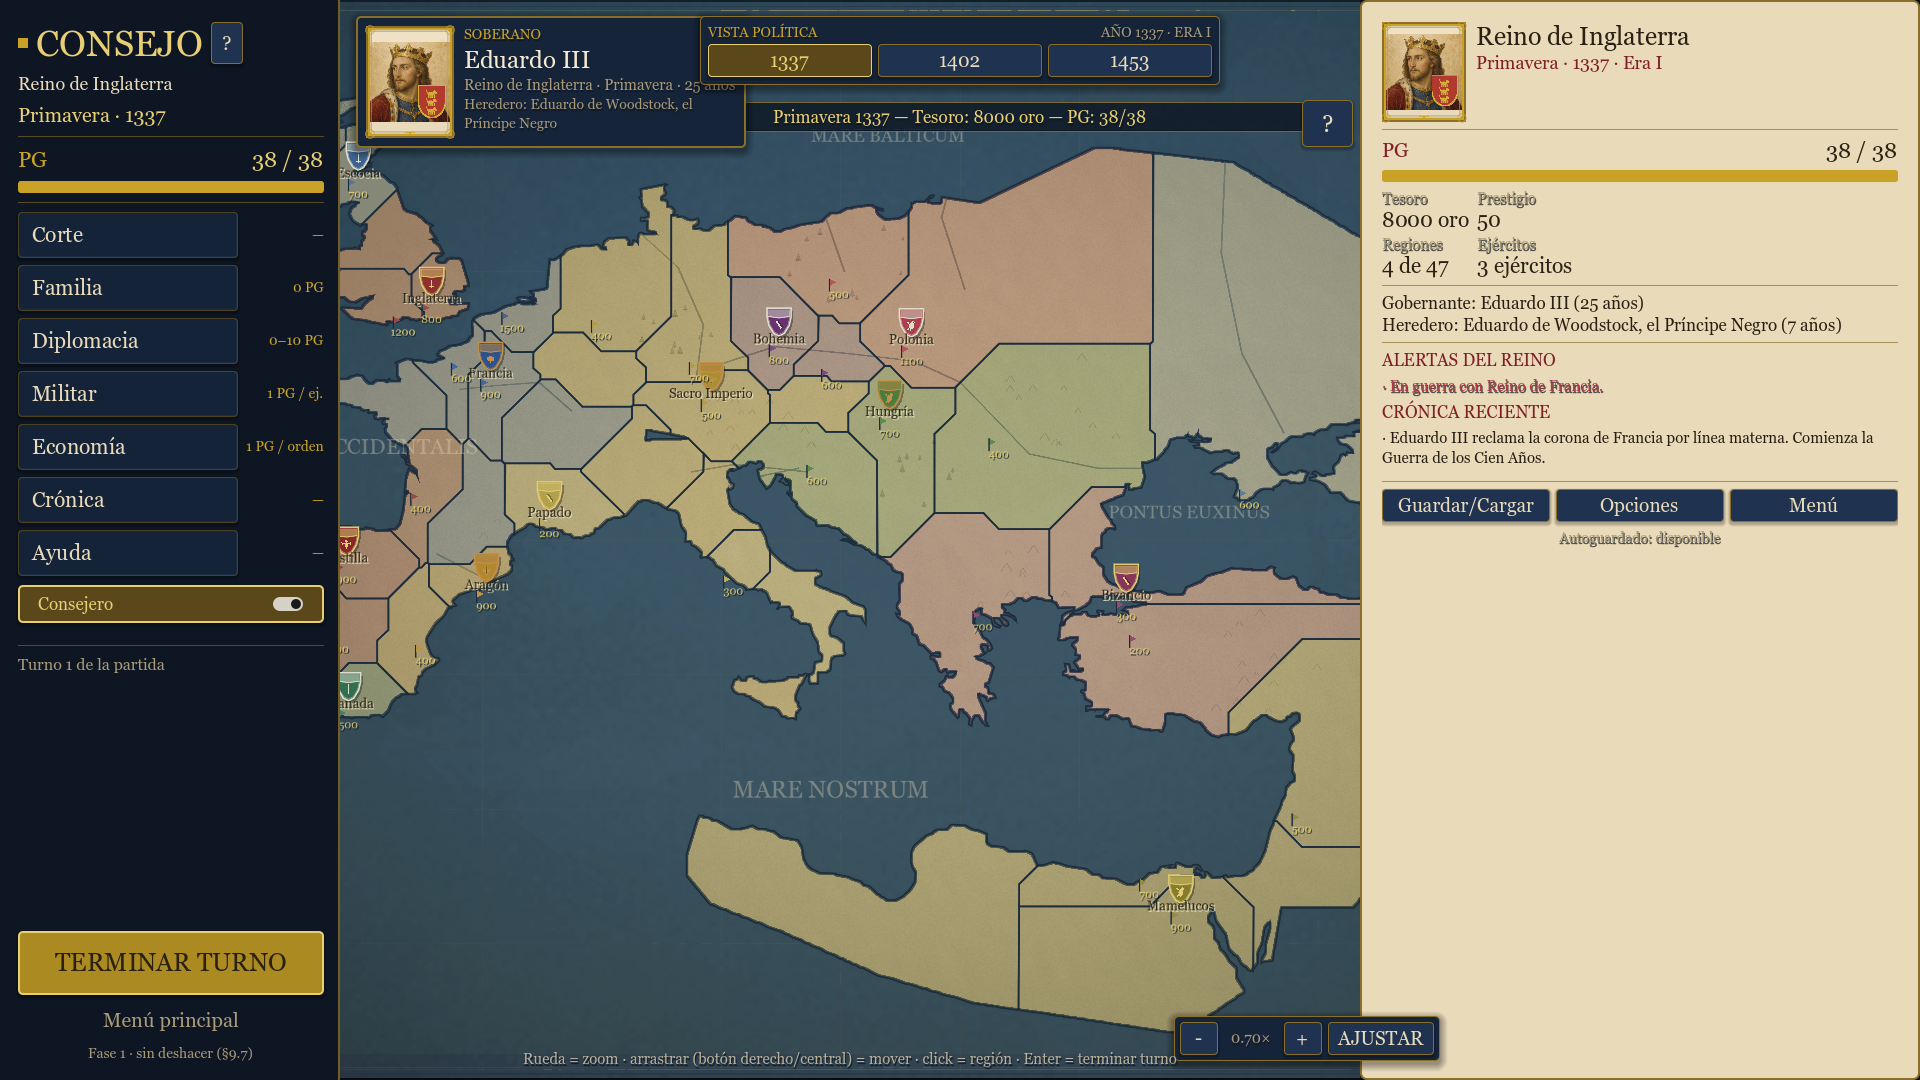 CONSEJO
?
Reino de Inglaterra
Primavera · 1337
PG 38 / 38
Corte –
Familia 0 PG
Diplomacia 0–10 PG
Militar 1 PG / ej.
Economía 1 PG / orden
Crónica –
Ayuda –
Consejero
Turno 1 de la partida
TERMINAR TURNO
Menú principal
Fase 1 · sin deshacer (§9.7)
SOBERANO
Eduardo III
Reino de Inglaterra · Primavera · 25 años
Heredero: Eduardo de Woodstock, el
Príncipe Negro
VISTA POLÍTICA AÑO 1337 · ERA I
1337 1402 1453
Primavera 1337 — Tesoro: 8000 oro — PG: 38/38
?
MARE BALTICUM
Escocia
700
Inglaterra
800
1200
1500
Francia
600
900
400
500
Bohemia
800
Polonia
1100
Sacro Imperio
700
500
600
Hungría
700
400
600
CCIDENTALIS
400
Papado
200
PONTUS EUXINUS
600
stilla
900
Aragón
900
300
Bizancio
300
700
200
400
anada
500
MARE NOSTRUM
500
700
Mamelucos
900
Rueda = zoom · arrastrar (botón derecho/central) = mover · click = región · Enter = terminar turno
- 0.70× + AJUSTAR
Reino de Inglaterra
Primavera · 1337 · Era I
PG 38 / 38
Tesoro Prestigio
8000 oro 50
Regiones Ejércitos
4 de 47 3 ejércitos
Gobernante: Eduardo III (25 años)
Heredero: Eduardo de Woodstock, el Príncipe Negro (7 años)
ALERTAS DEL REINO
· En guerra con Reino de Francia.
CRÓNICA RECIENTE
· Eduardo III reclama la corona de Francia por línea materna. Comienza la
Guerra de los Cien Años.
Guardar/Cargar Opciones Menú
Autoguardado: disponible